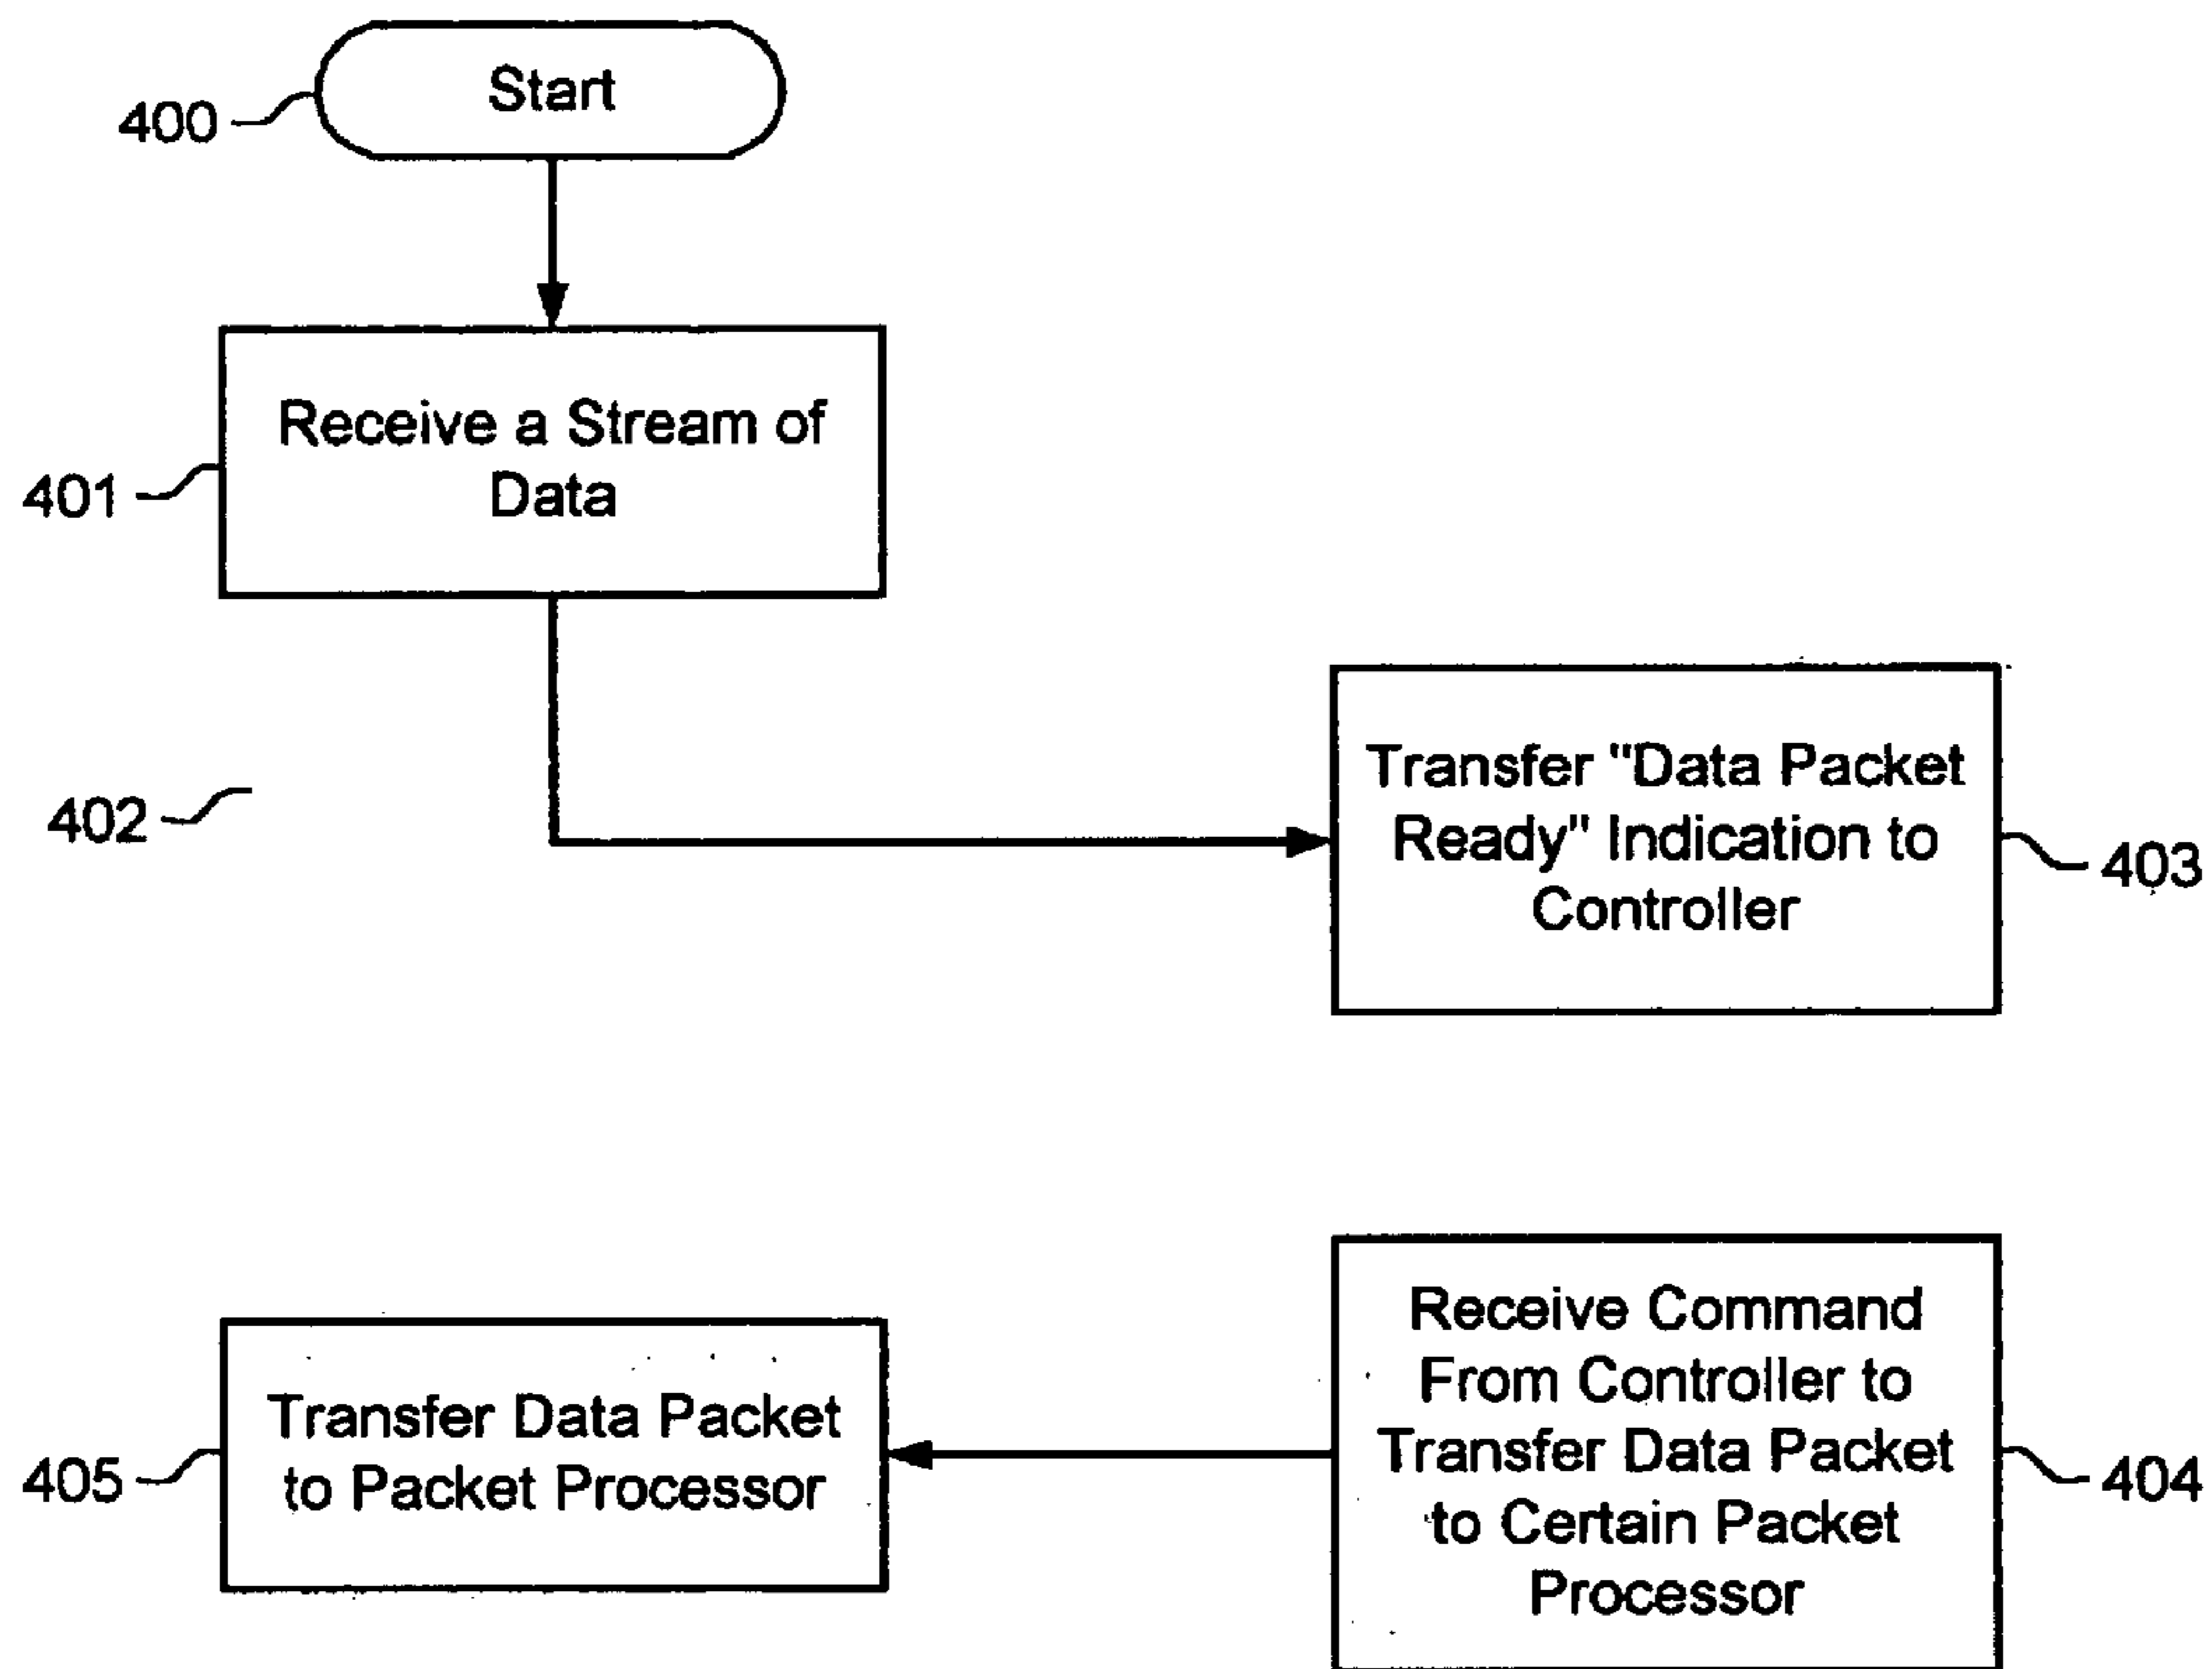 Start
400
Receive a Stream of
Data
401
402
Transfer "Data Packet
Ready" Indication to
Controller
403
Receive Command
From Controller to
Transfer Data Packet
to Certain Packet
Processor
404
Transfer Data Packet
to Packet Processor
405